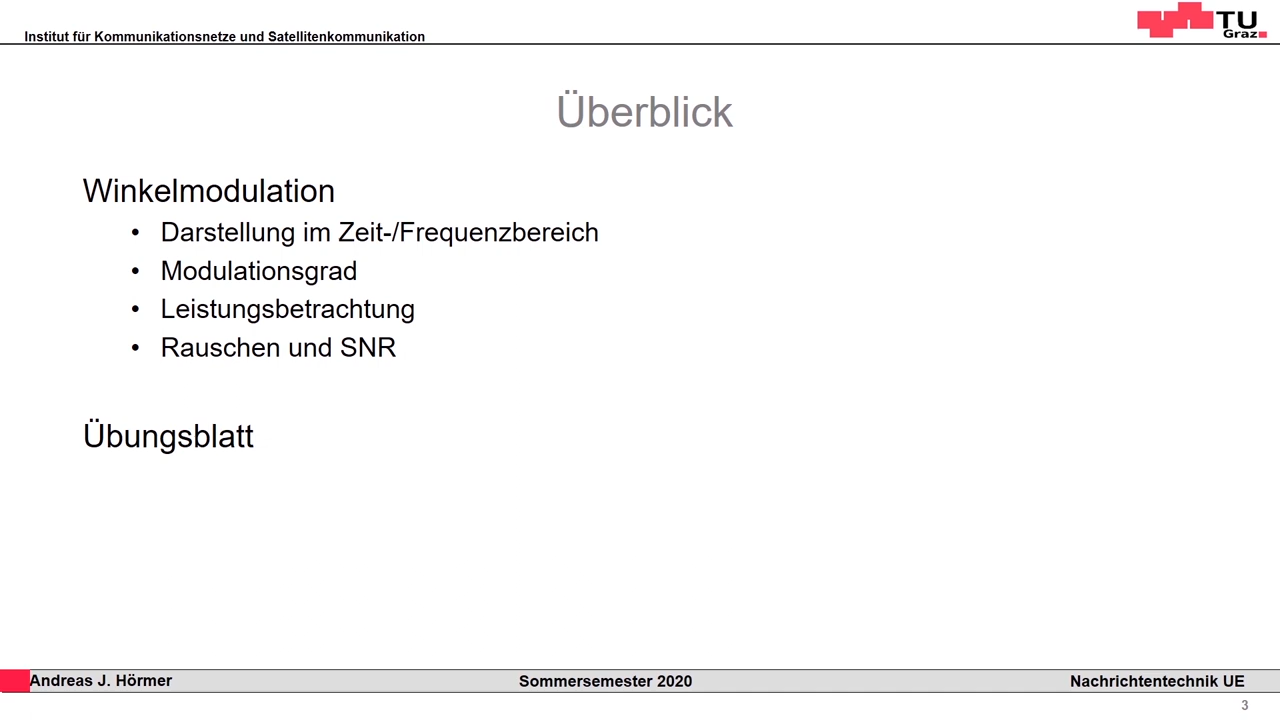 Institut für Kommunikationsnetze und Satellitenkommunikation
TU
Graz
Überblick
Winkelmodulation
• Darstellung im Zeit-/Frequenzbereich
• Modulationsgrad
• Leistungsbetrachtung
• Rauschen und SNR
Übungsblatt
Andreas J. Hörmer Sommersemester 2020 Nachrichtentechnik UE
3